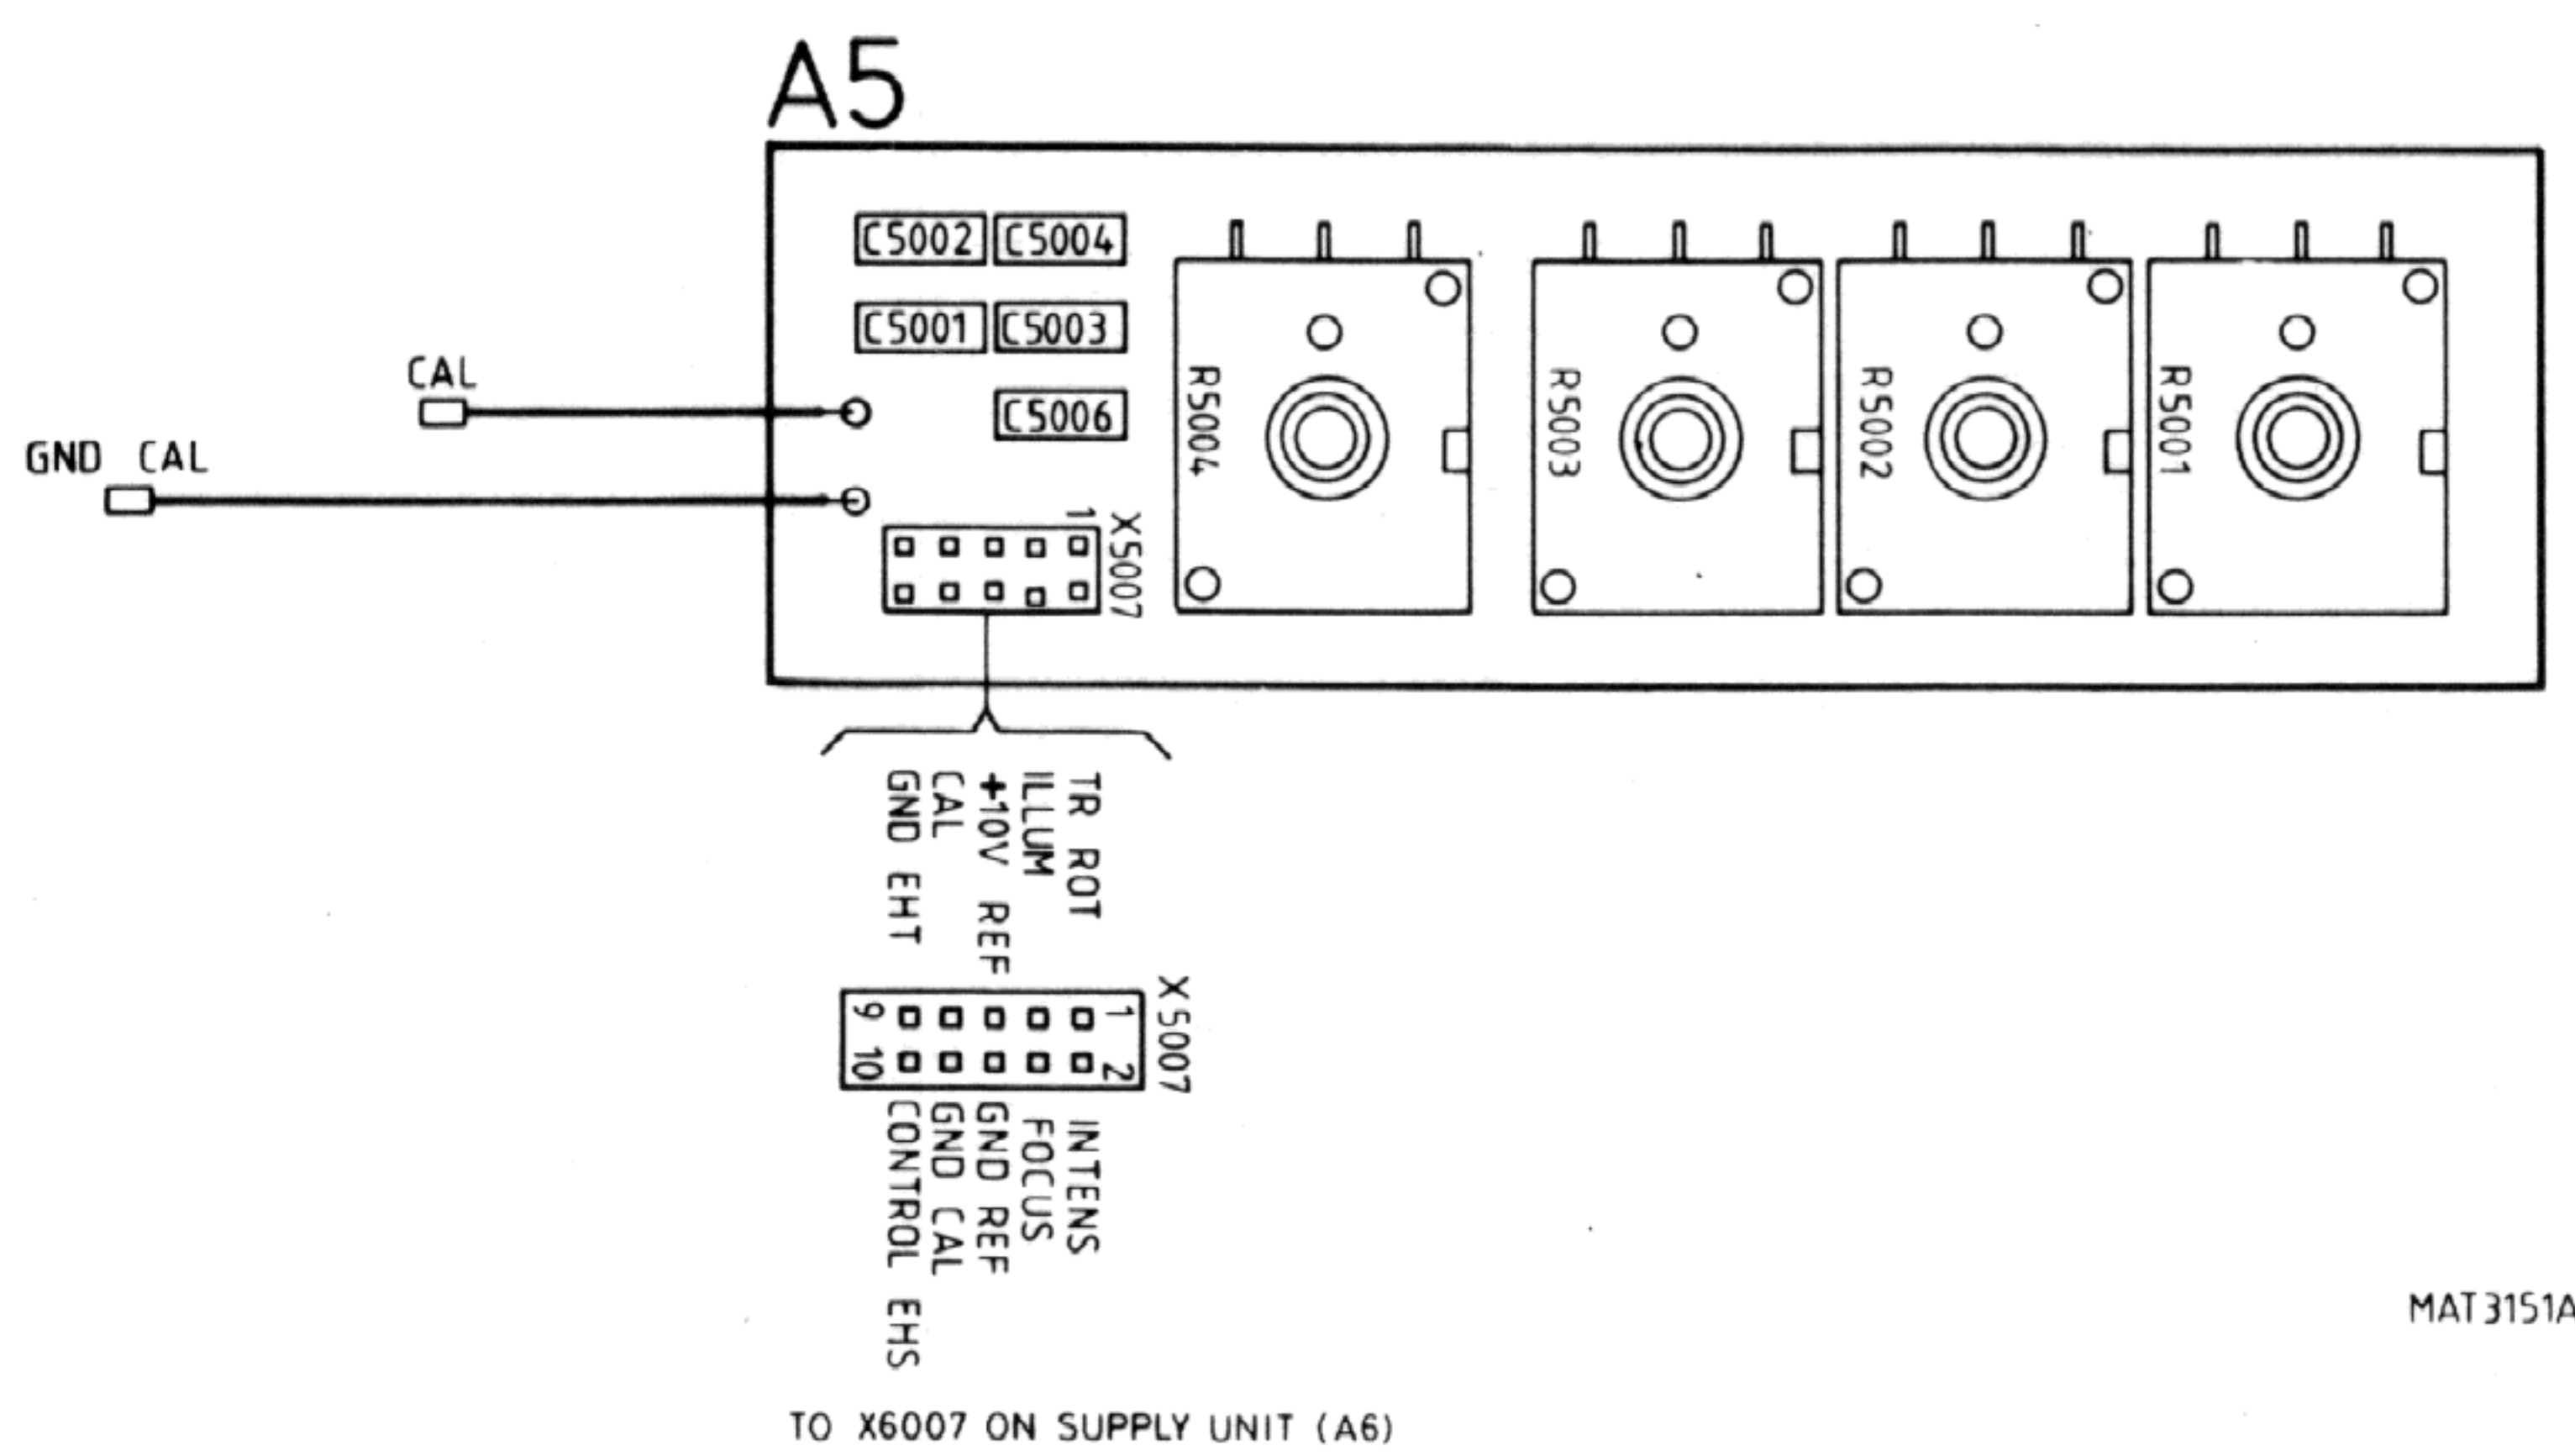 A5
C5002 C5004
C5001 C5003
CAL
C5006
GND CAL
R5004
R5003
R5002
R5001
1
X5007
TR ROT
ILLUM
+10V REF
CAL
GND EHT
X5007
9 1
10 2
INTENS
FOCUS
GND REF
GND CAL
CONTROL EHS
MAT3151A
TO X6007 ON SUPPLY UNIT (A6)